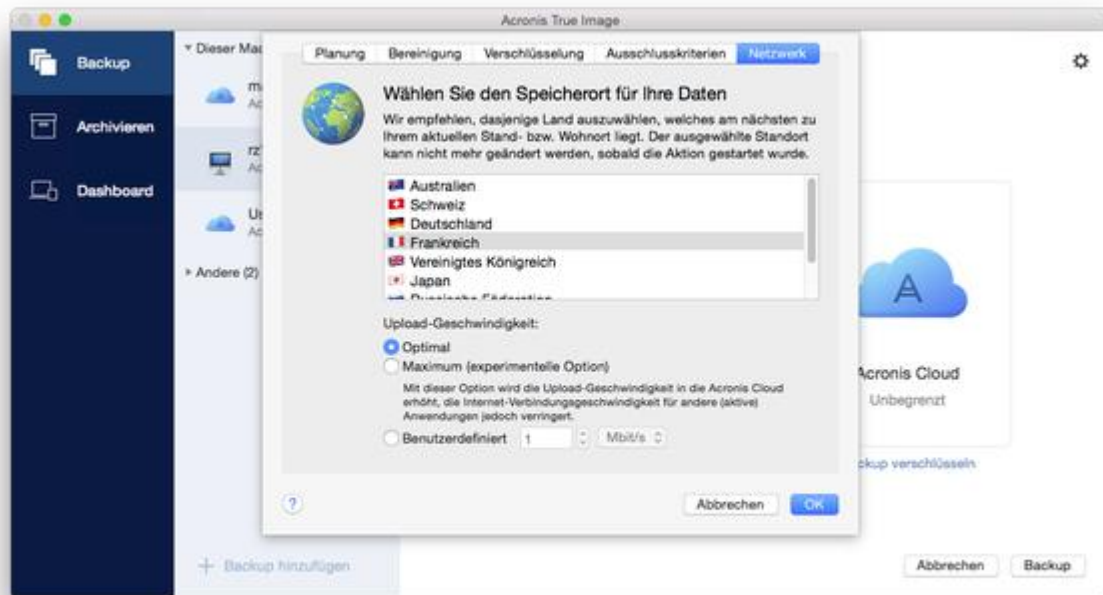 Acronis True Image
Backup
Archivieren
Dashboard
Dieser Mac
Andere (2)
Backup hinzufügen
Planung
Bereinigung
Verschlüsselung
Ausschlusskriterien
Netzwerk
Wählen Sie den Speicherort für Ihre Daten
Wir empfehlen, dasjenige Land auszuwählen, welches am nächsten zu
Ihrem aktuellen Stand- bzw. Wohnort liegt. Der ausgewählte Standort
kann nicht mehr geändert werden, sobald die Aktion gestartet wurde.
Australien
Schweiz
Deutschland
Frankreich
Vereinigtes Königreich
Japan
Russische Föderation
Upload-Geschwindigkeit:
Optimal
Maximum (experimentelle Option)
Mit dieser Option wird die Upload-Geschwindigkeit in die Acronis Cloud
erhöht, die Internet-Verbindungsgeschwindigkeit für andere (aktive)
Anwendungen jedoch verringert.
Benutzerdefiniert 1 Mbit/s
?
Abbrechen
OK
Acronis Cloud
Unbegrenzt
ckup verschlüsseln
Abbrechen
Backup